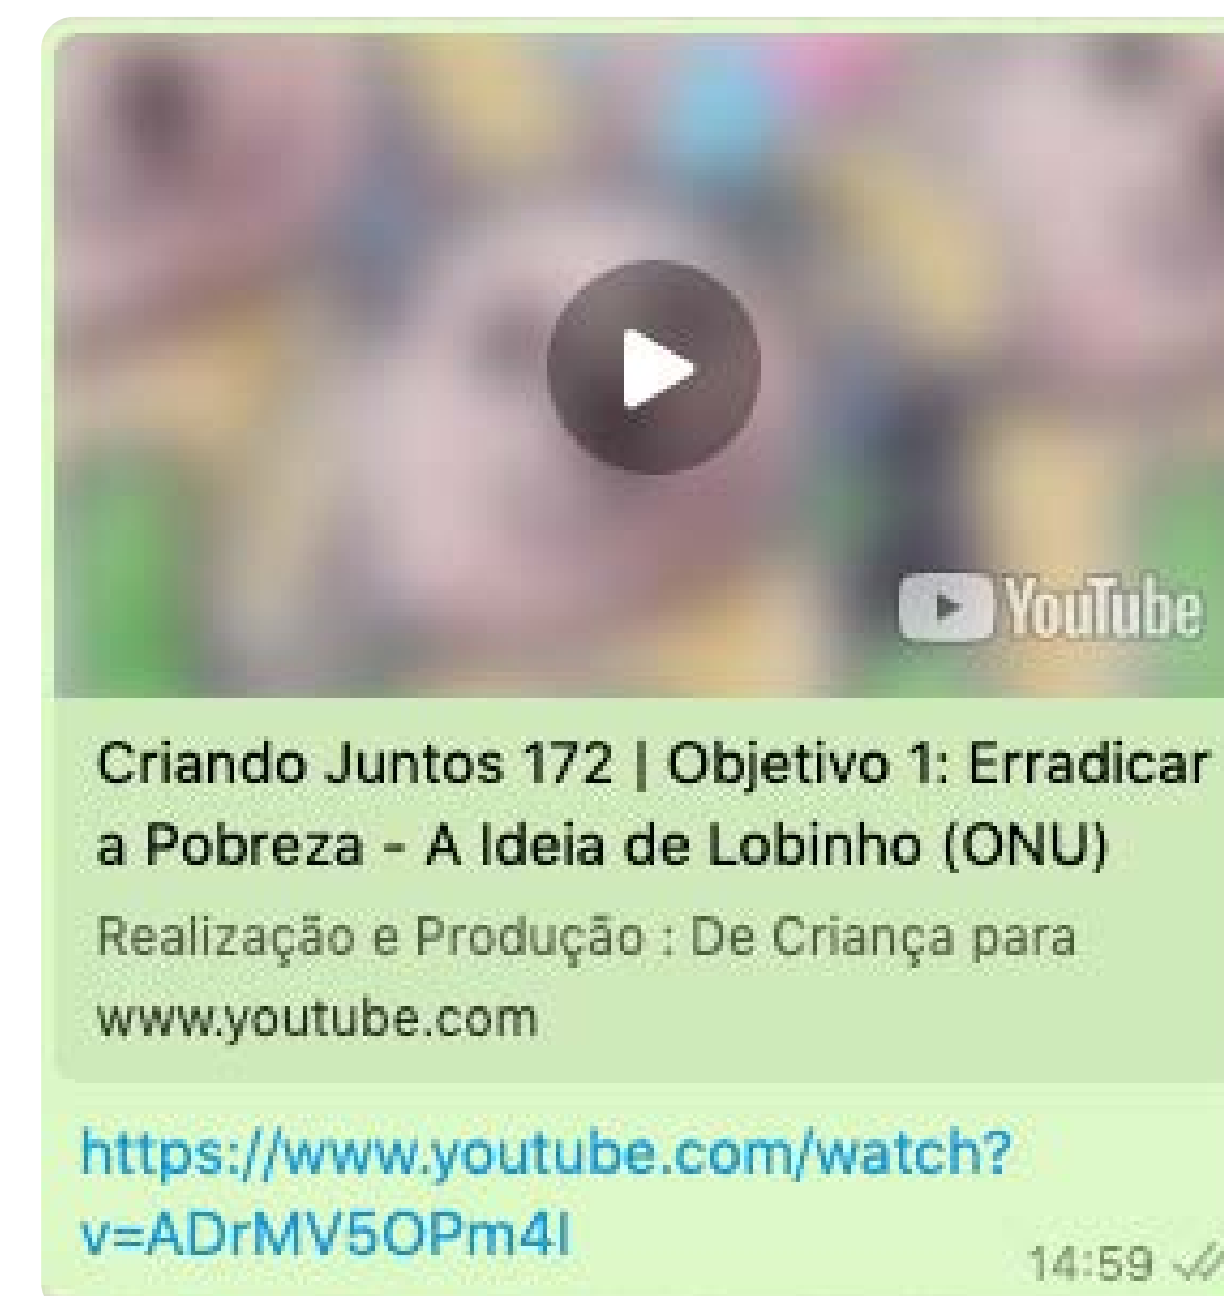 YouTube
Criando Juntos 172 | Objetivo 1: Erradicar
a Pobreza - A Ideia de Lobinho (ONU)
Realização e Produção : De Criança para
www.youtube.com
https://www.youtube.com/watch?
v=ADrMV5OPm4I
14:59